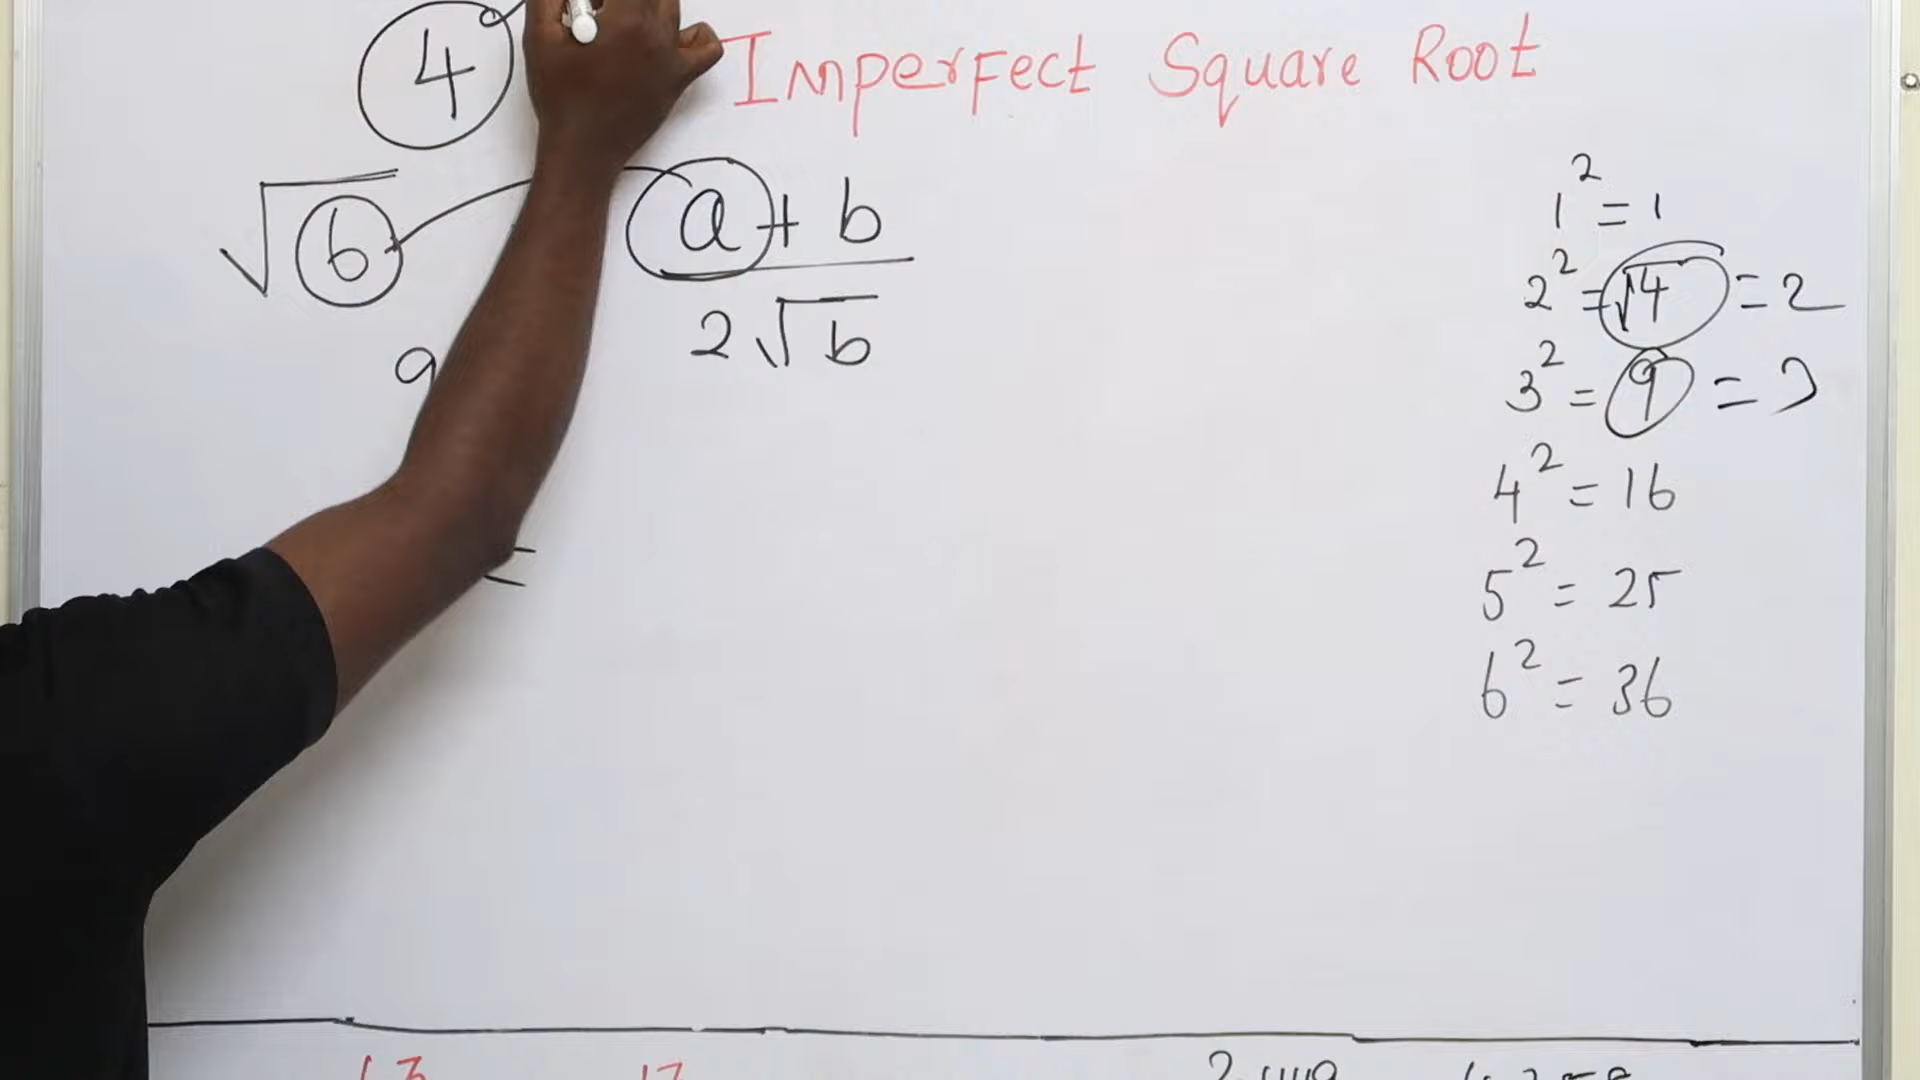 4
Imperfect Square Root
√6
a + b
2√b
9
=
1² = 1
2² = √4 = 2
3² = 9 = 3
4² = 16
5² = 25
6² = 36